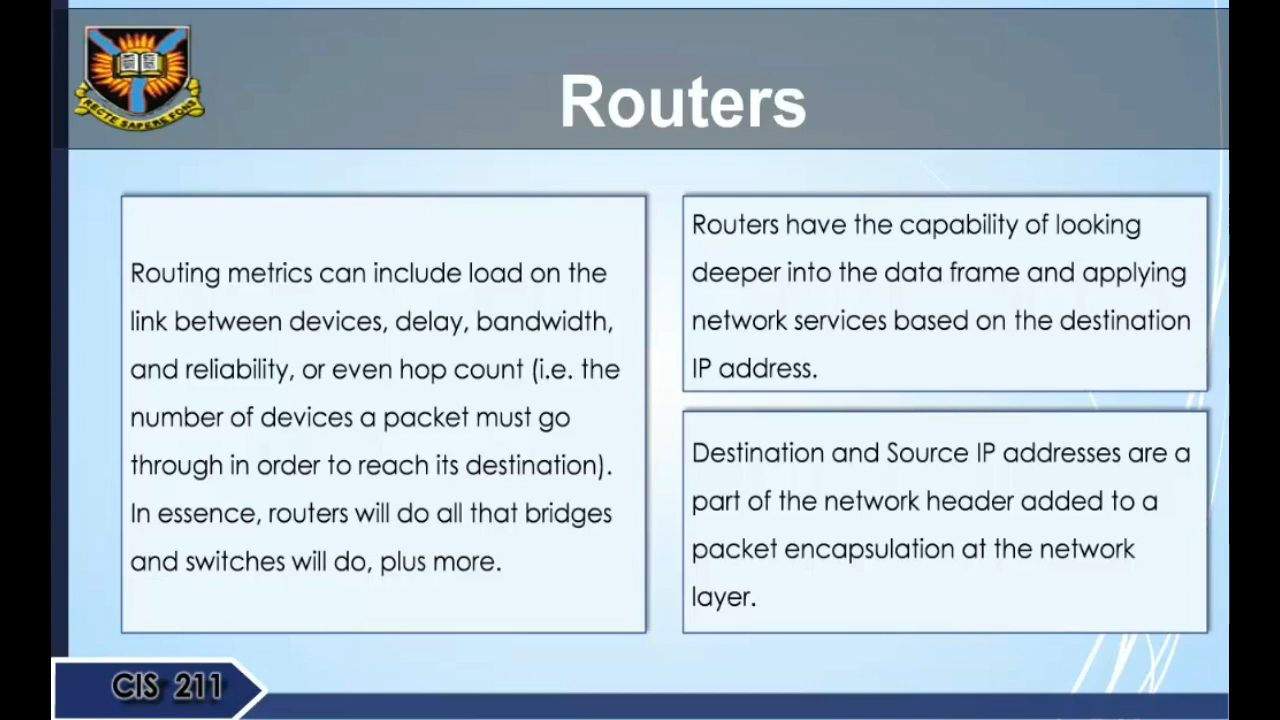 RECTE SAPERE FONS
Routers
Routing metrics can include load on the
link between devices, delay, bandwidth,
and reliability, or even hop count (i.e. the
number of devices a packet must go
through in order to reach its destination).
In essence, routers will do all that bridges
and switches will do, plus more.
Routers have the capability of looking
deeper into the data frame and applying
network services based on the destination
IP address.
Destination and Source IP addresses are a
part of the network header added to a
packet encapsulation at the network
layer.
CIS 211